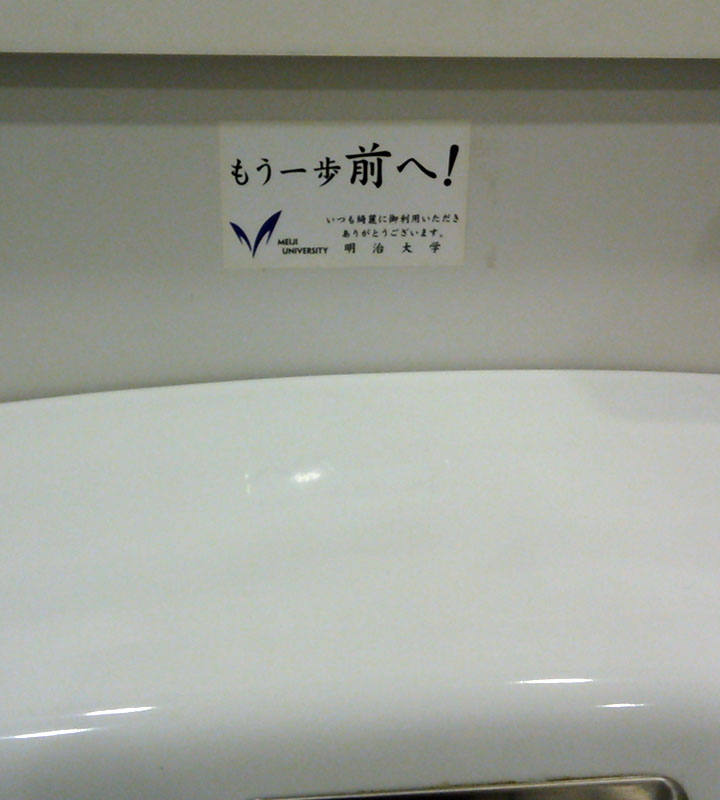 もう一歩前へ!
いつも綺麗に御利用いただき
ありがとうございます。
MEIJI
UNIVERSITY
明治大学